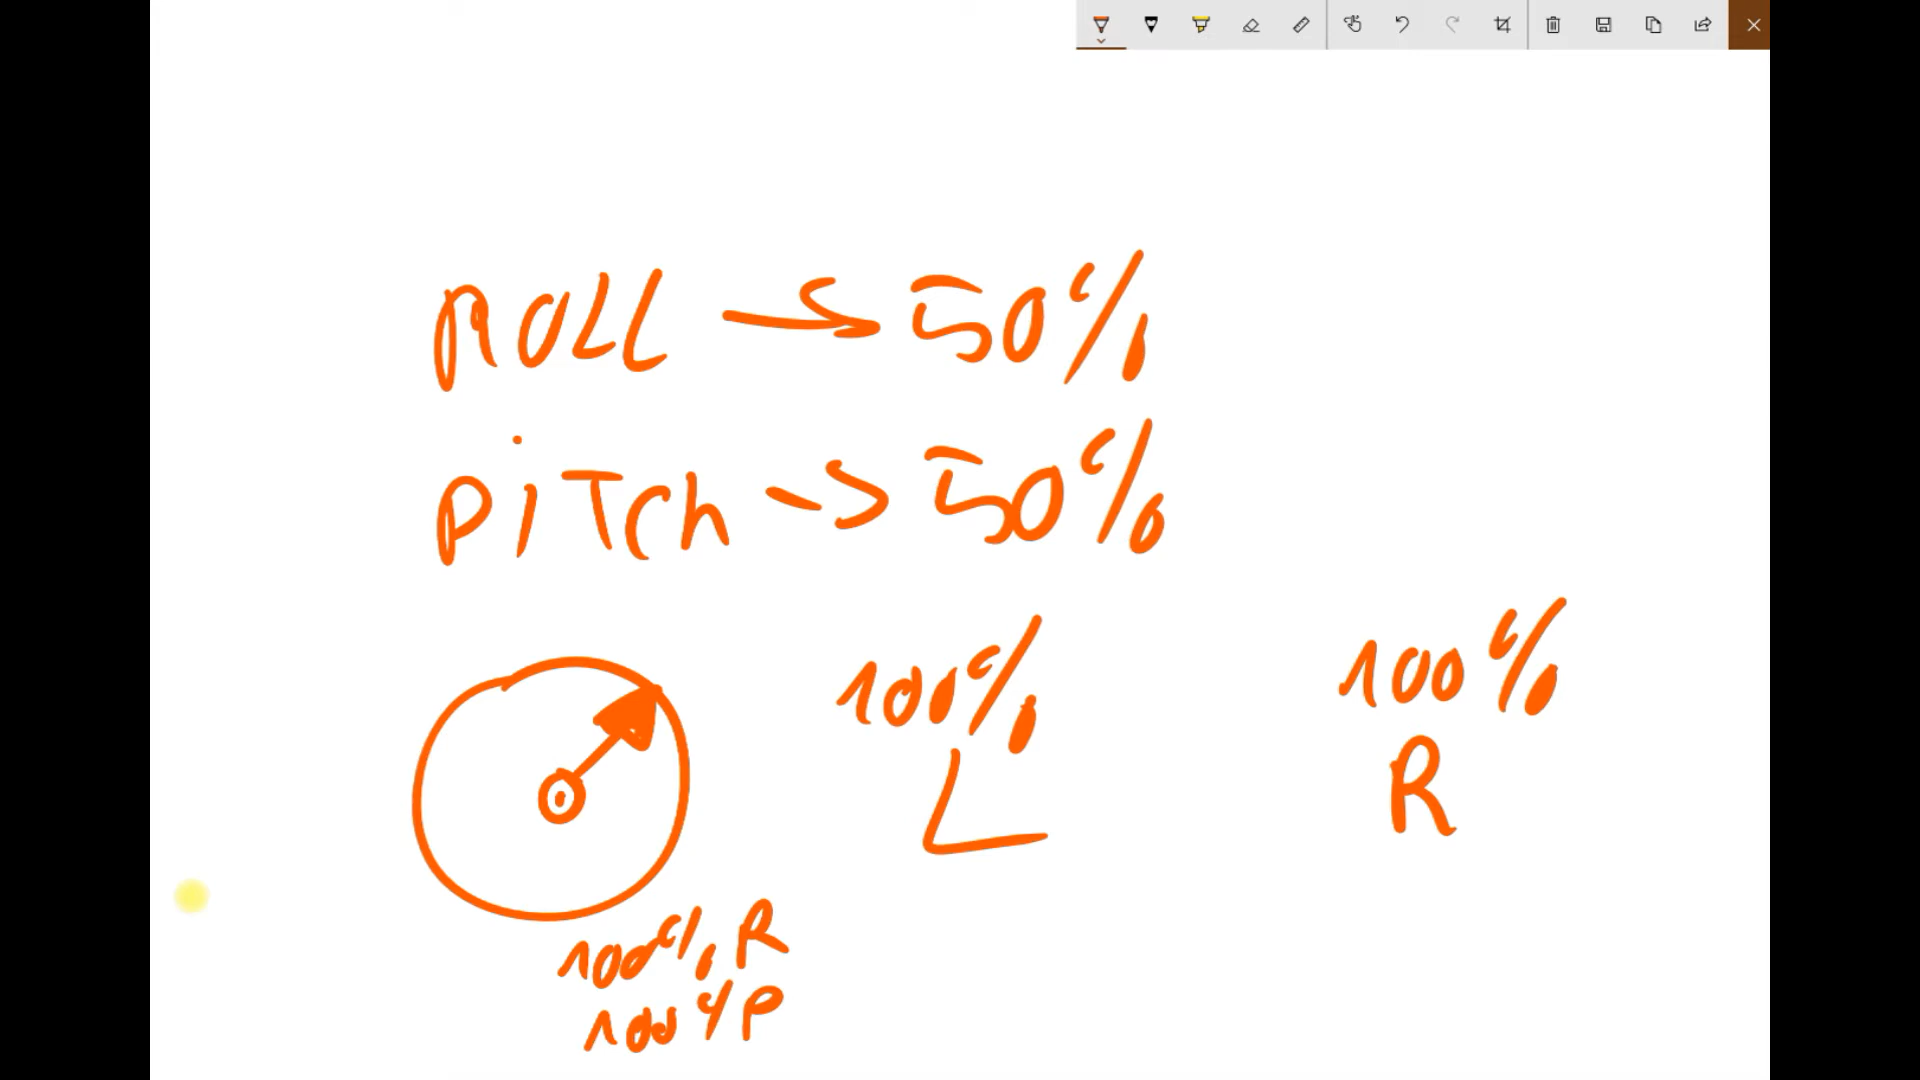 ROLL → 50%
PiTch → 50%
100% 100%
L R
100% R
100% P